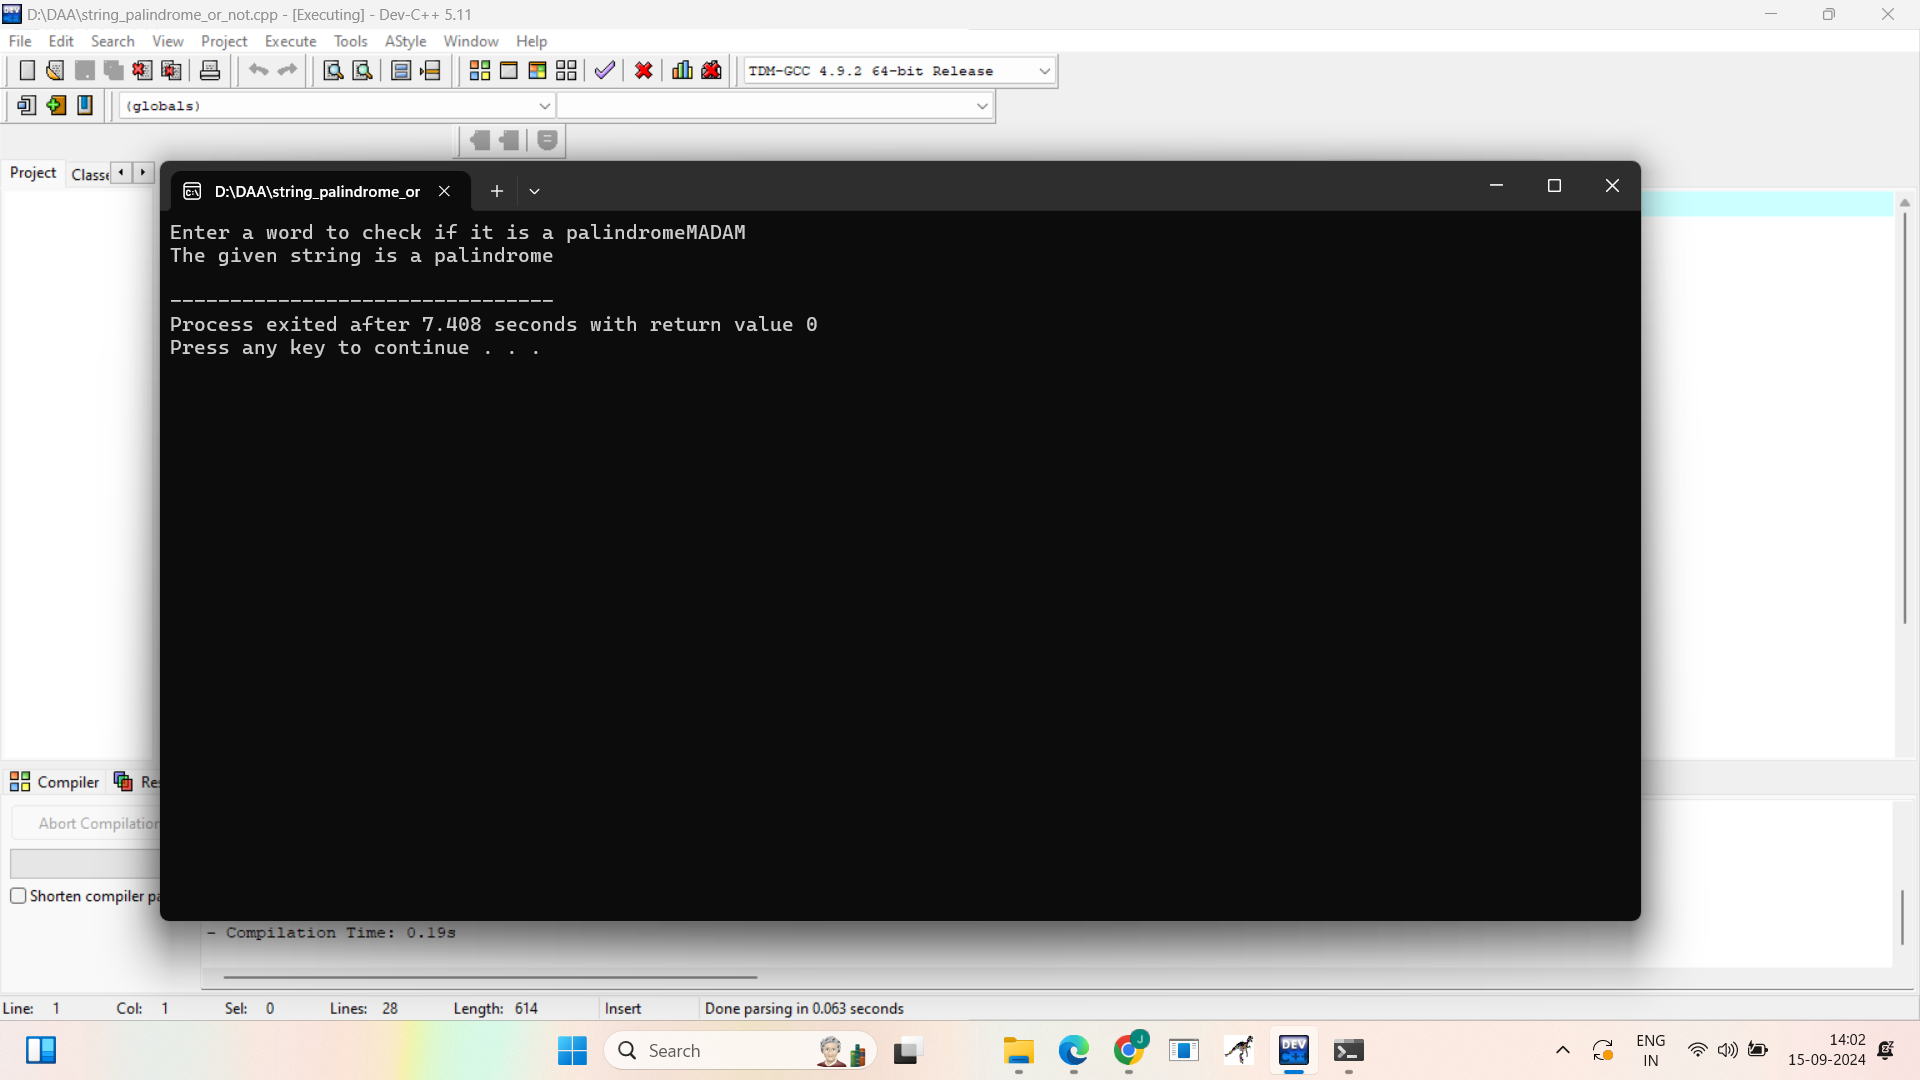 D:\DAA\string_palindrome_or_not.cpp - [Executing] - Dev-C++ 5.11
File Edit Search View Project Execute Tools AStyle Window Help
TDM-GCC 4.9.2 64-bit Release
(globals)
Project Classe
D:\DAA\string_palindrome_or
Enter a word to check if it is a palindromeMADAM
The given string is a palindrome
--------------------------------
Process exited after 7.408 seconds with return value 0
Press any key to continue . . .
Compiler Res
Abort Compilation
Shorten compiler pa
- Compilation Time: 0.19s
Line: 1 Col: 1 Sel: 0 Lines: 28 Length: 614 Insert Done parsing in 0.063 seconds
Search
J
DEV C++
ENG
IN
14:02
15-09-2024